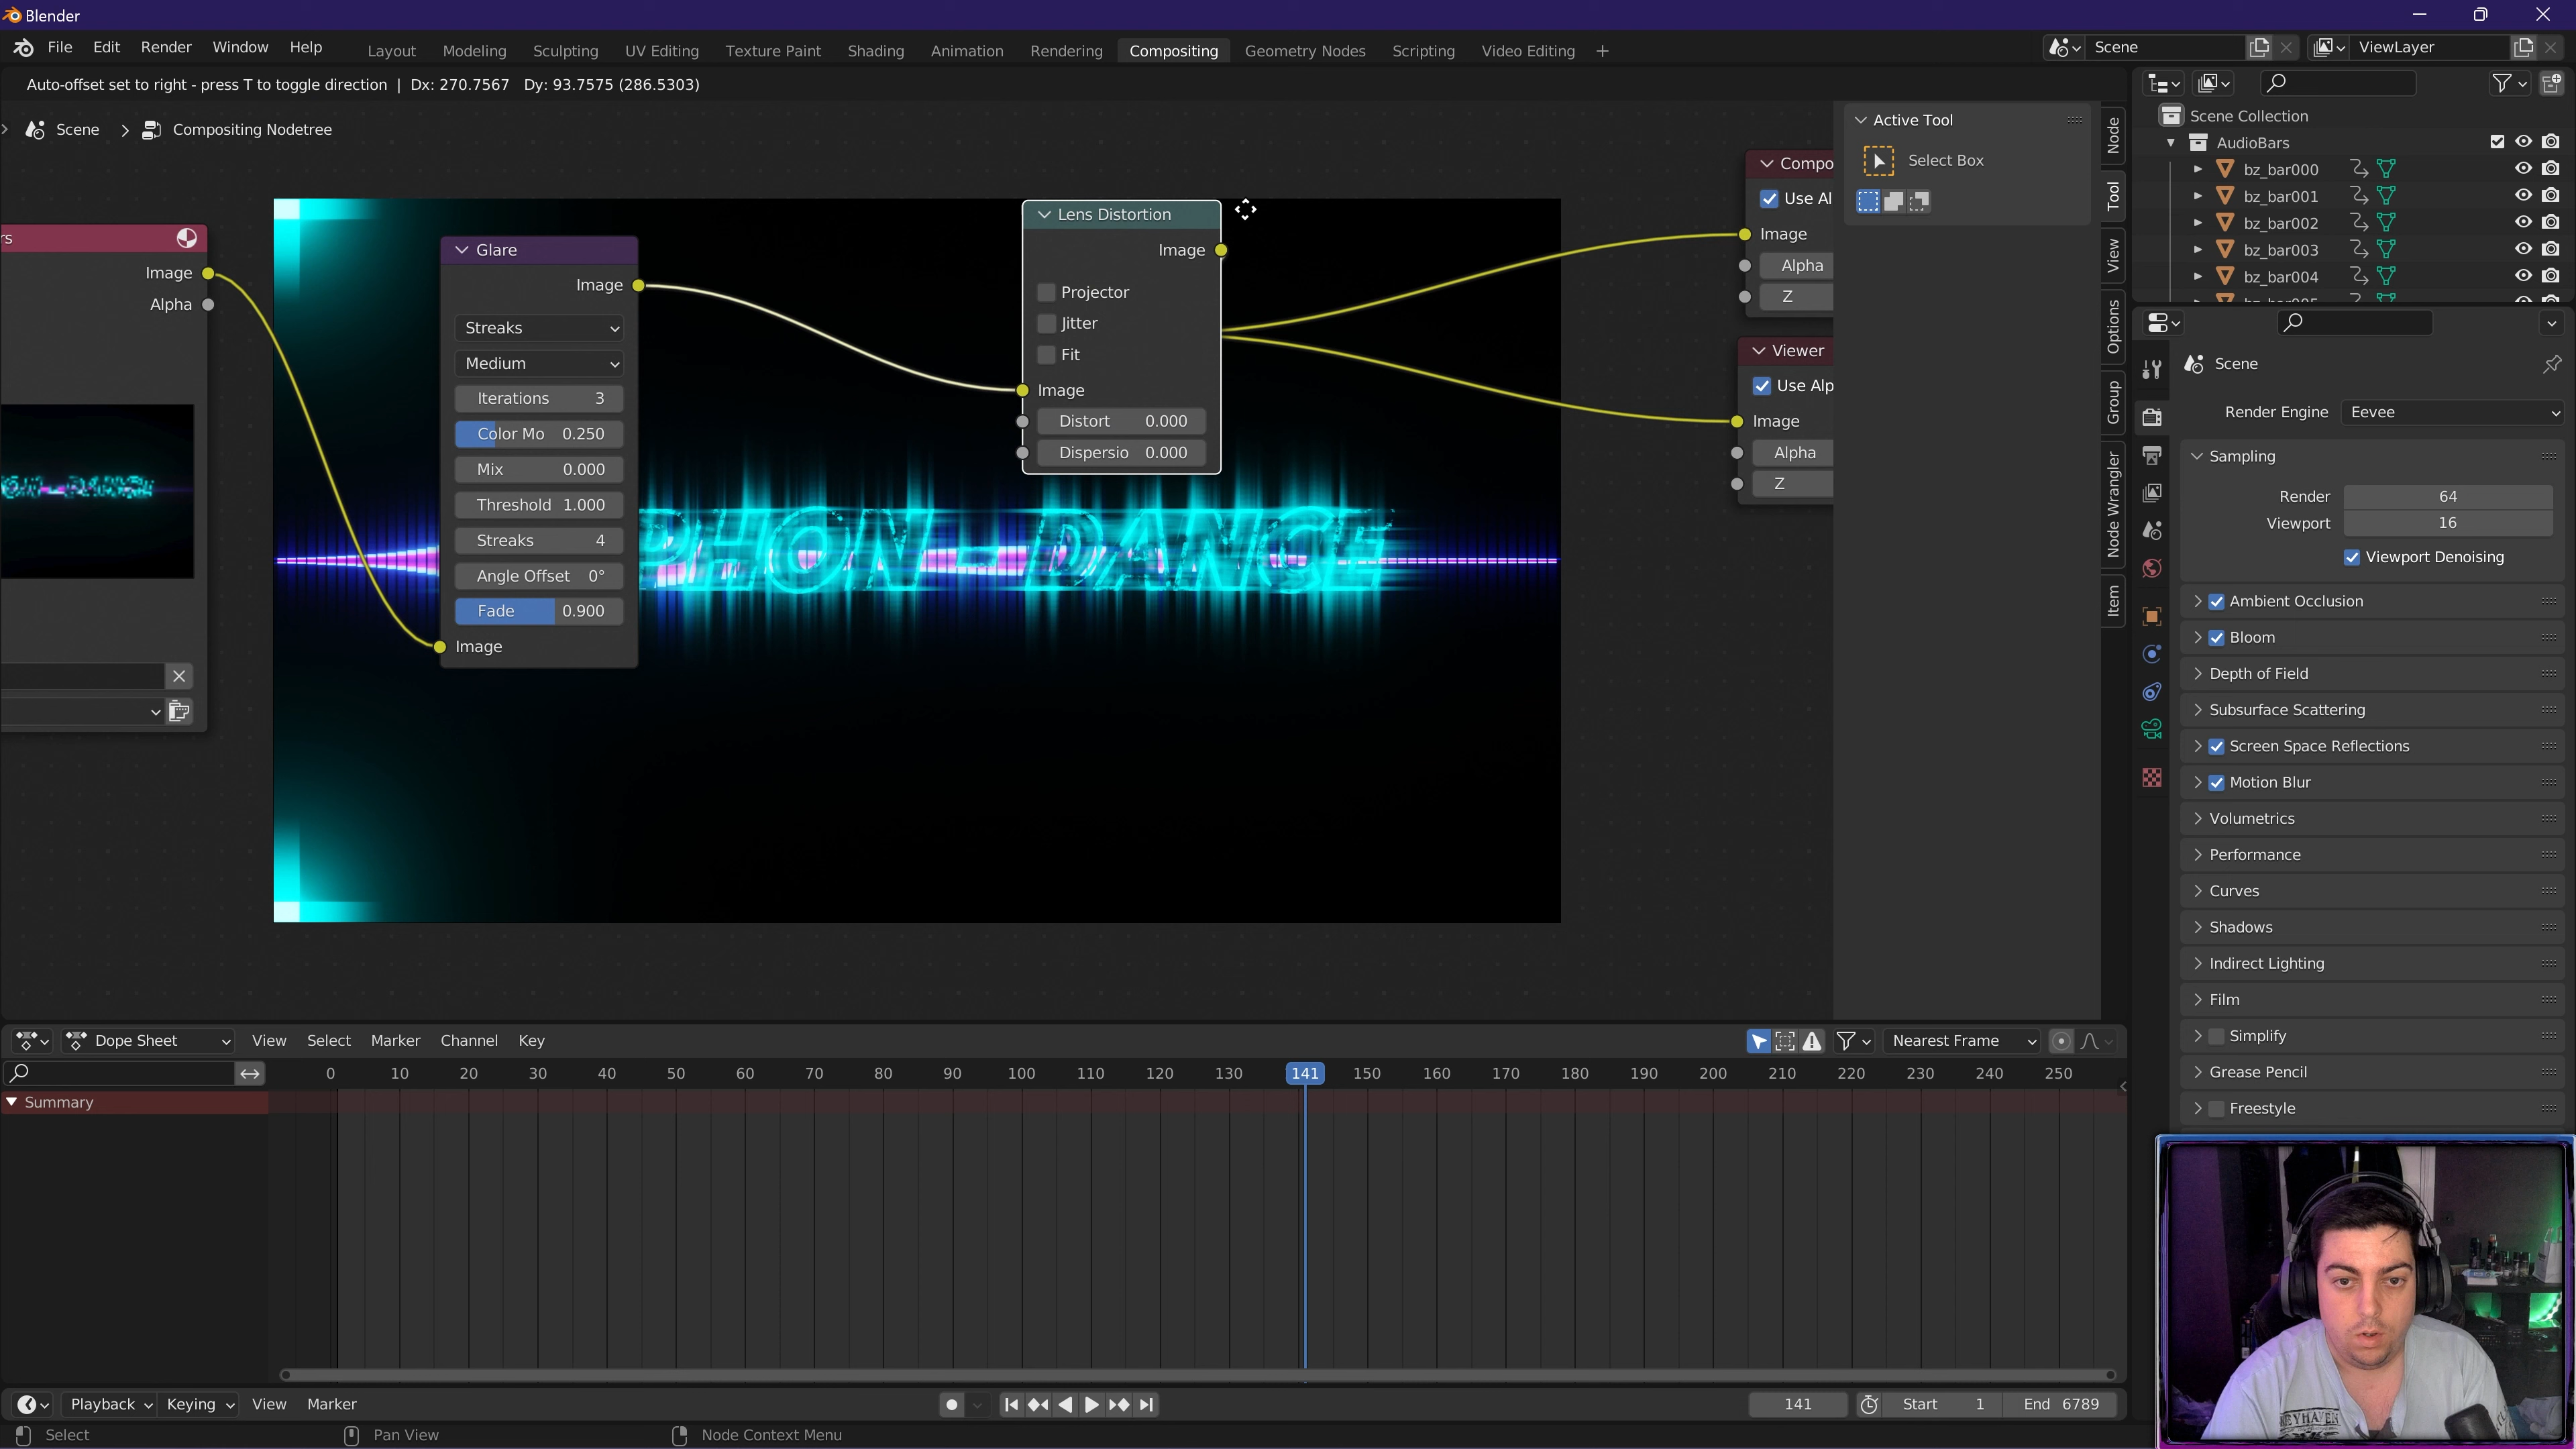 Blender
File Edit Render Window Help
Layout Modeling Sculpting UV Editing Texture Paint Shading Animation Rendering Compositing Geometry Nodes Scripting Video Editing +
Scene
ViewLayer
Auto-offset set to right - press T to toggle direction | Dx: 270.7567 Dy: 93.7575 (286.5303)
Scene > Compositing Nodetree
rs
Image
Alpha
Glare
Image
Streaks
Medium
Iterations 3
Color Mo 0.250
Mix 0.000
Threshold 1.000
Streaks 4
Angle Offset 0°
Fade 0.900
Image
PHON - DANCE
Lens Distortion
Image
Projector
Jitter
Fit
Image
Distort 0.000
Dispersio 0.000
Compo
Use Al
Image
Alpha
Z
Viewer
Use Alp
Image
Alpha
Z
Active Tool
Select Box
Node
Tool
View
Options
Group
Node Wrangler
Item
Scene Collection
AudioBars
bz_bar000
bz_bar001
bz_bar002
bz_bar003
bz_bar004
bz_bar005
Scene
Render Engine Eevee
Sampling
Render 64
Viewport 16
Viewport Denoising
Ambient Occlusion
Bloom
Depth of Field
Subsurface Scattering
Screen Space Reflections
Motion Blur
Volumetrics
Performance
Curves
Shadows
Indirect Lighting
Film
Simplify
Grease Pencil
Freestyle
Dope Sheet View Select Marker Channel Key
Nearest Frame
0 10 20 30 40 50 60 70 80 90 100 110 120 130 141 150 160 170 180 190 200 210 220 230 240 250
Summary
Playback Keying View Marker
141
Start 1
End 6789
Select
Pan View
Node Context Menu